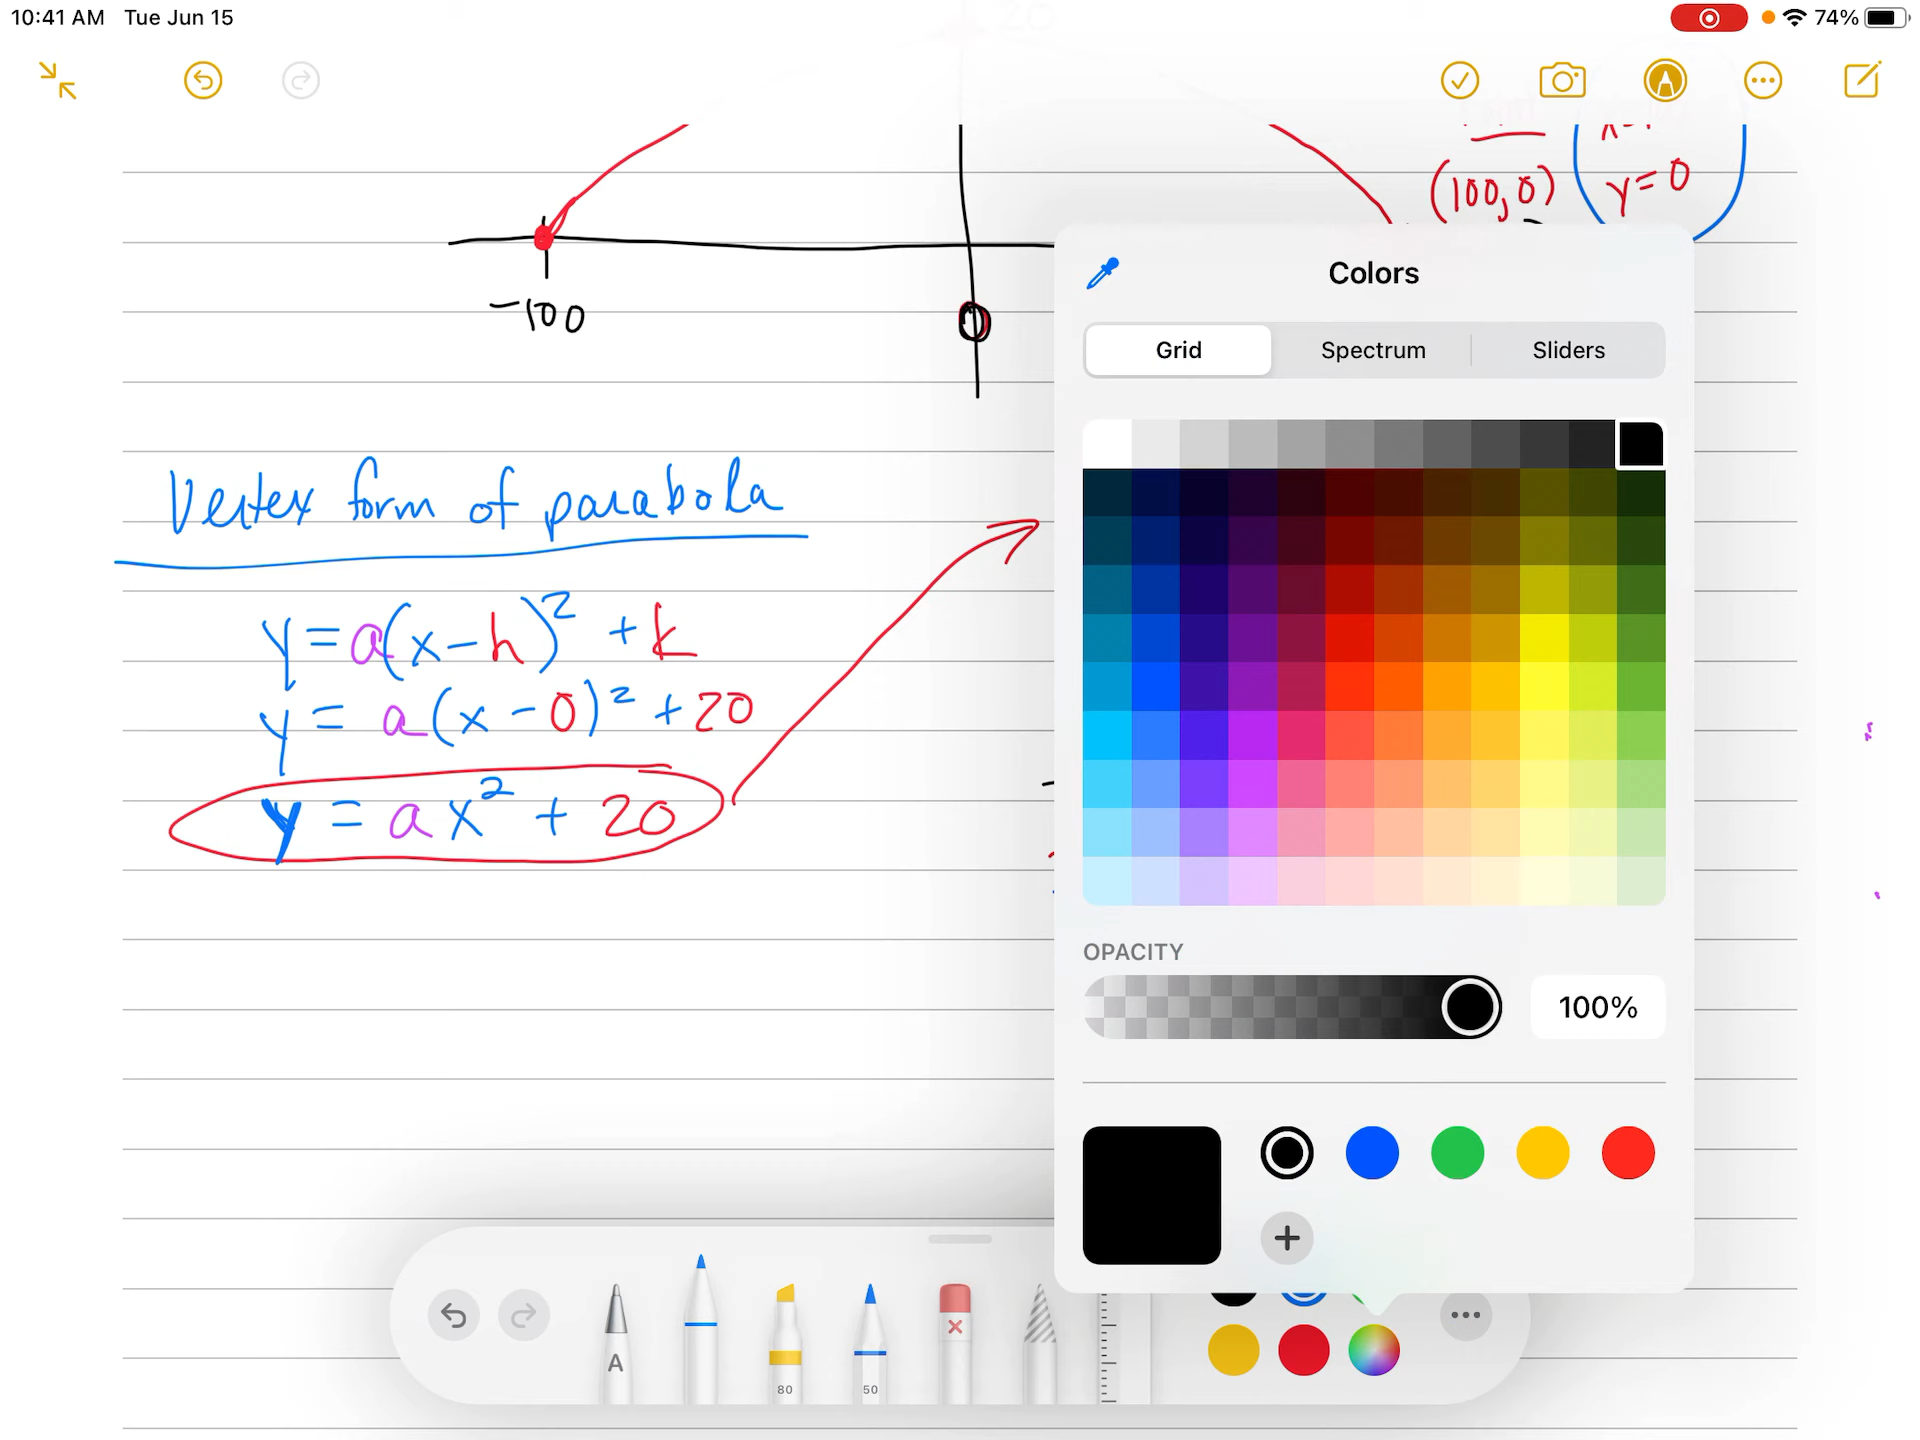 10:41 AM Tue Jun 15
74%
20
(100,0)
y=0
-100
0
Colors
Grid
Spectrum
Sliders
Vertex form of parabola
y=a(x-h)² +k
y = a(x-0)² +20
y = ax² + 20
OPACITY
100%
A
80
50